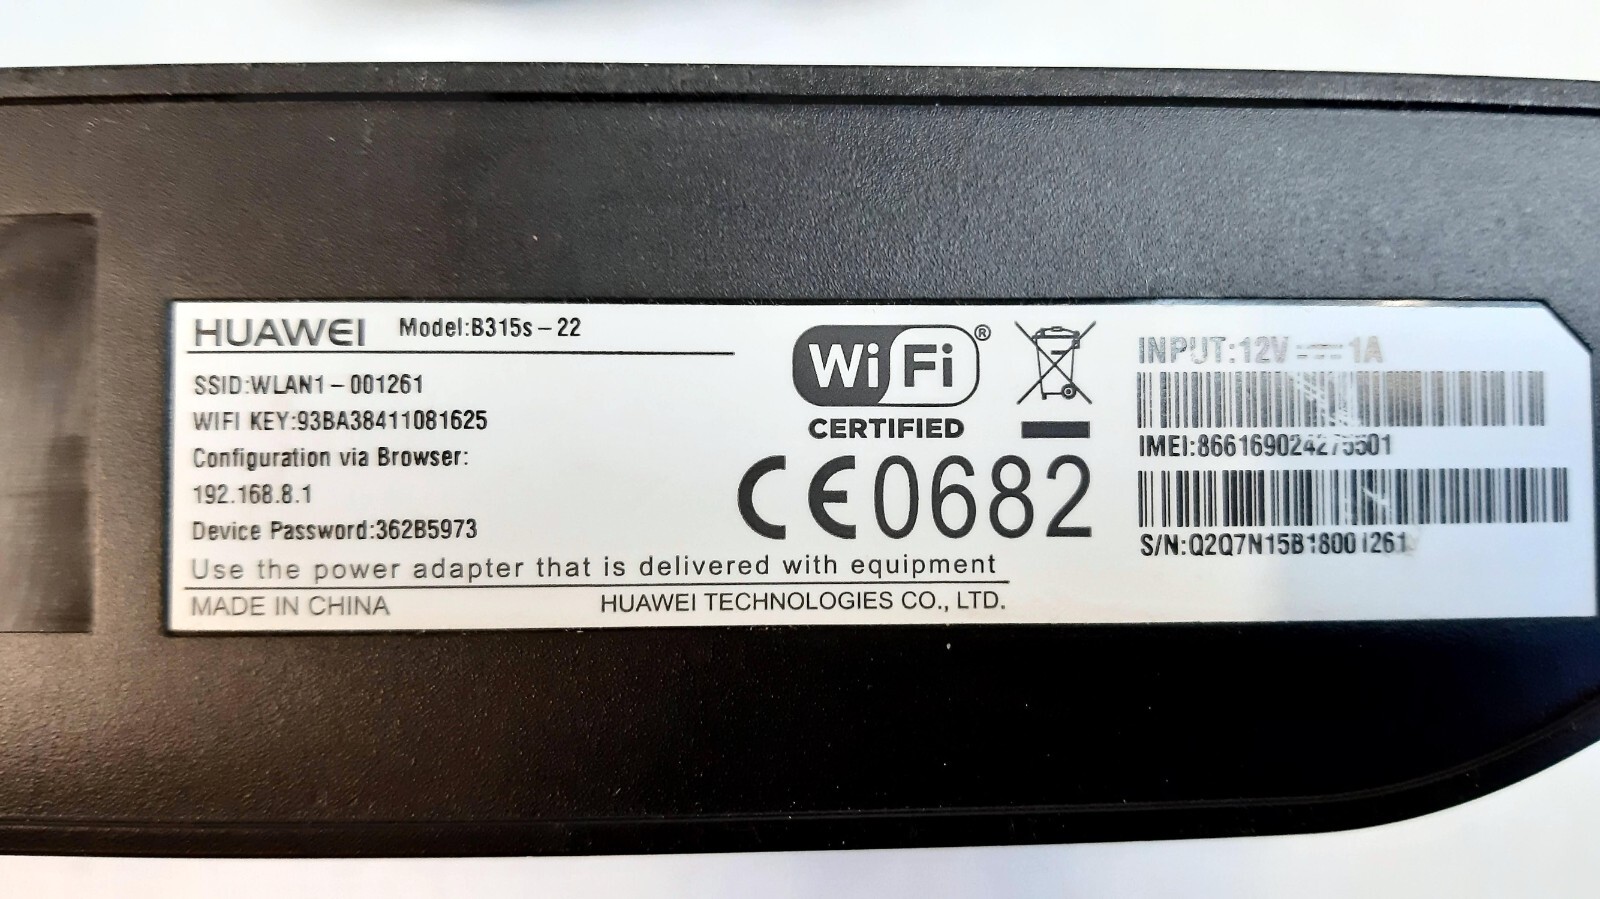 HUAWEI Model:B315s-22
SSID:WLAN1-001261
WIFI KEY:93BA38411081625
Configuration via Browser:
192.168.8.1
Device Password:362B5973
Use the power adapter that is delivered with equipment
MADE IN CHINA HUAWEI TECHNOLOGIES CO., LTD.
Wi Fi ®
CERTIFIED
CE0682
INPUT:12V ⎓ 1A